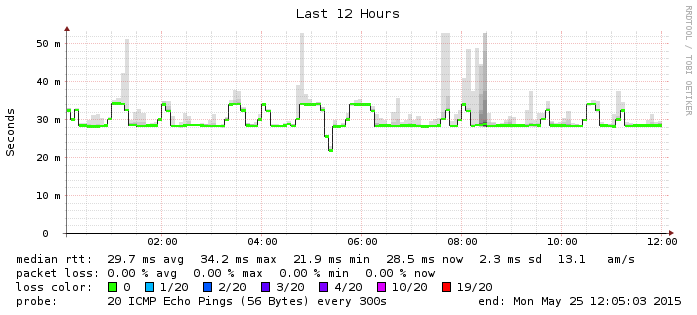 Last 12 Hours
RRDTOOL / TOBI OETIKER
Seconds
50 m
40 m
30 m
20 m
10 m
0
02:00 04:00 06:00 08:00 10:00 12:00
median rtt: 29.7 ms avg 34.2 ms max 21.9 ms min 28.5 ms now 2.3 ms sd 13.1 am/s
packet loss: 0.00 % avg 0.00 % max 0.00 % min 0.00 % now
loss color: 0 1/20 2/20 3/20 4/20 10/20 19/20
probe: 20 ICMP Echo Pings (56 Bytes) every 300s end: Mon May 25 12:05:03 2015